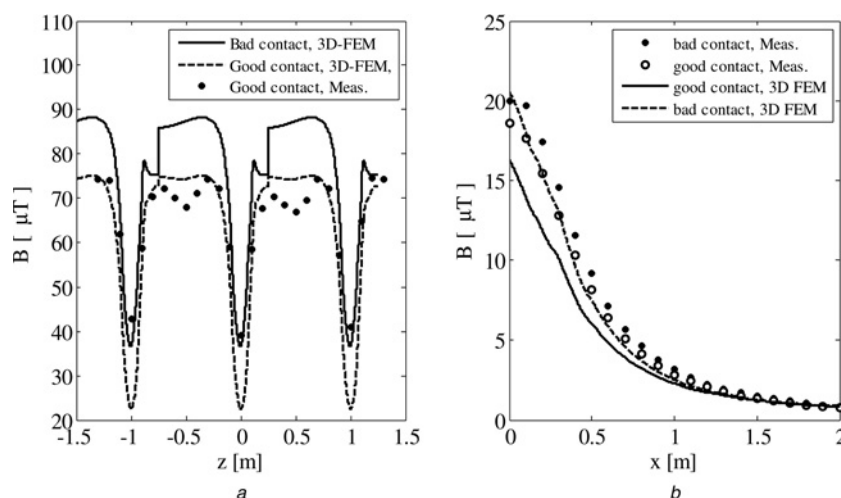 110
100
90
80
70
60
50
40
30
20
B [ μT]
-1.5 -1 -0.5 0 0.5 1 1.5
z [m]
Bad contact, 3D-FEM
Good contact, 3D-FEM,
Good contact, Meas.
a
25
20
15
10
5
0
B [ μT]
0 0.5 1.0 1.5 2
x [m]
bad contact, Meas.
good contact, Meas.
good contact, 3D FEM
bad contact, 3D FEM
b